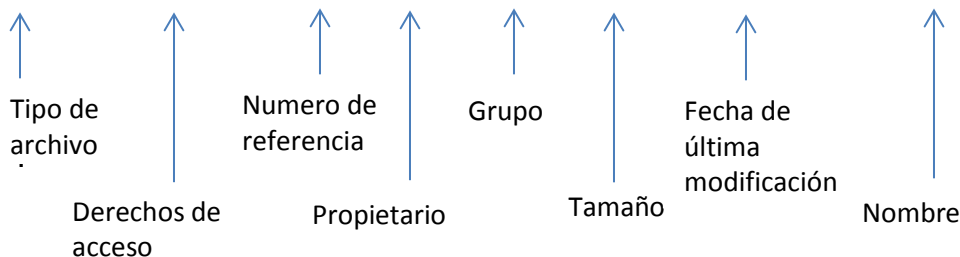 Tipo de
archivo
Derechos de
acceso
Numero de
referencia
Propietario
Grupo
Tamaño
Fecha de
última
modificación
Nombre